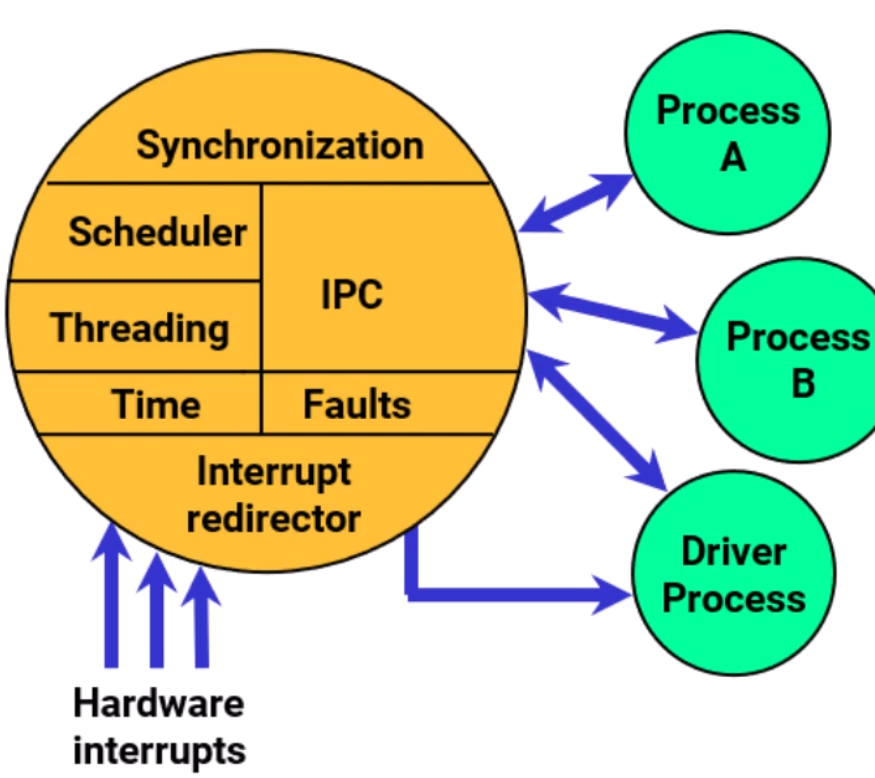 Synchronization
Scheduler
IPC
Threading
Time
Faults
Interrupt
redirector
Hardware
interrupts
Process
A
Process
B
Driver
Process